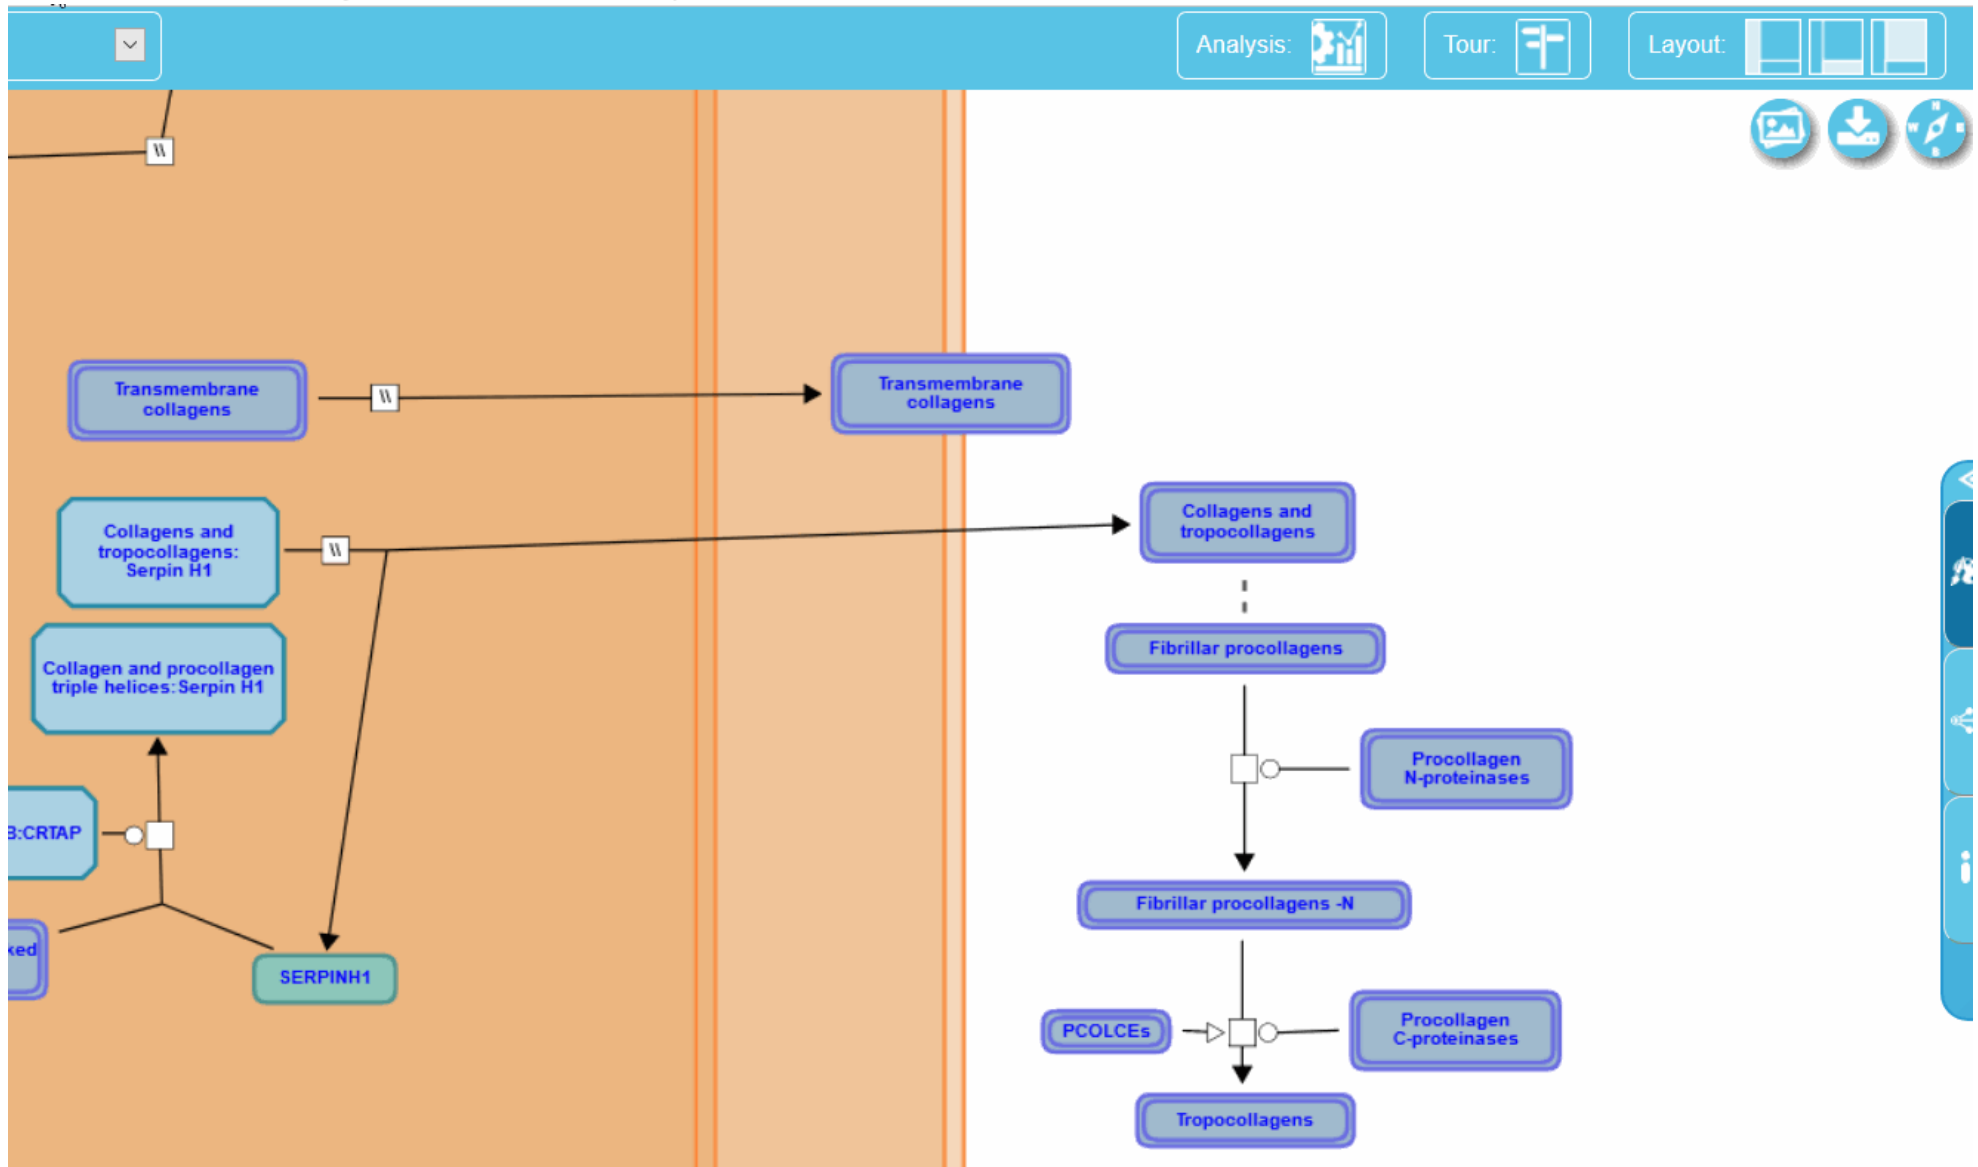 Analysis:
Tour:
Layout:
N
W
E
S
\\
Transmembrane
collagens
\\
Transmembrane
collagens
Collagens and
tropocollagens:
Serpin H1
\\
Collagens and
tropocollagens
Collagen and procollagen
triple helices:Serpin H1
Fibrillar procollagens
Procollagen
N-proteinases
B:CRTAP
Fibrillar procollagens -N
ked
SERPINH1
PCOLCEs
Procollagen
C-proteinases
Tropocollagens